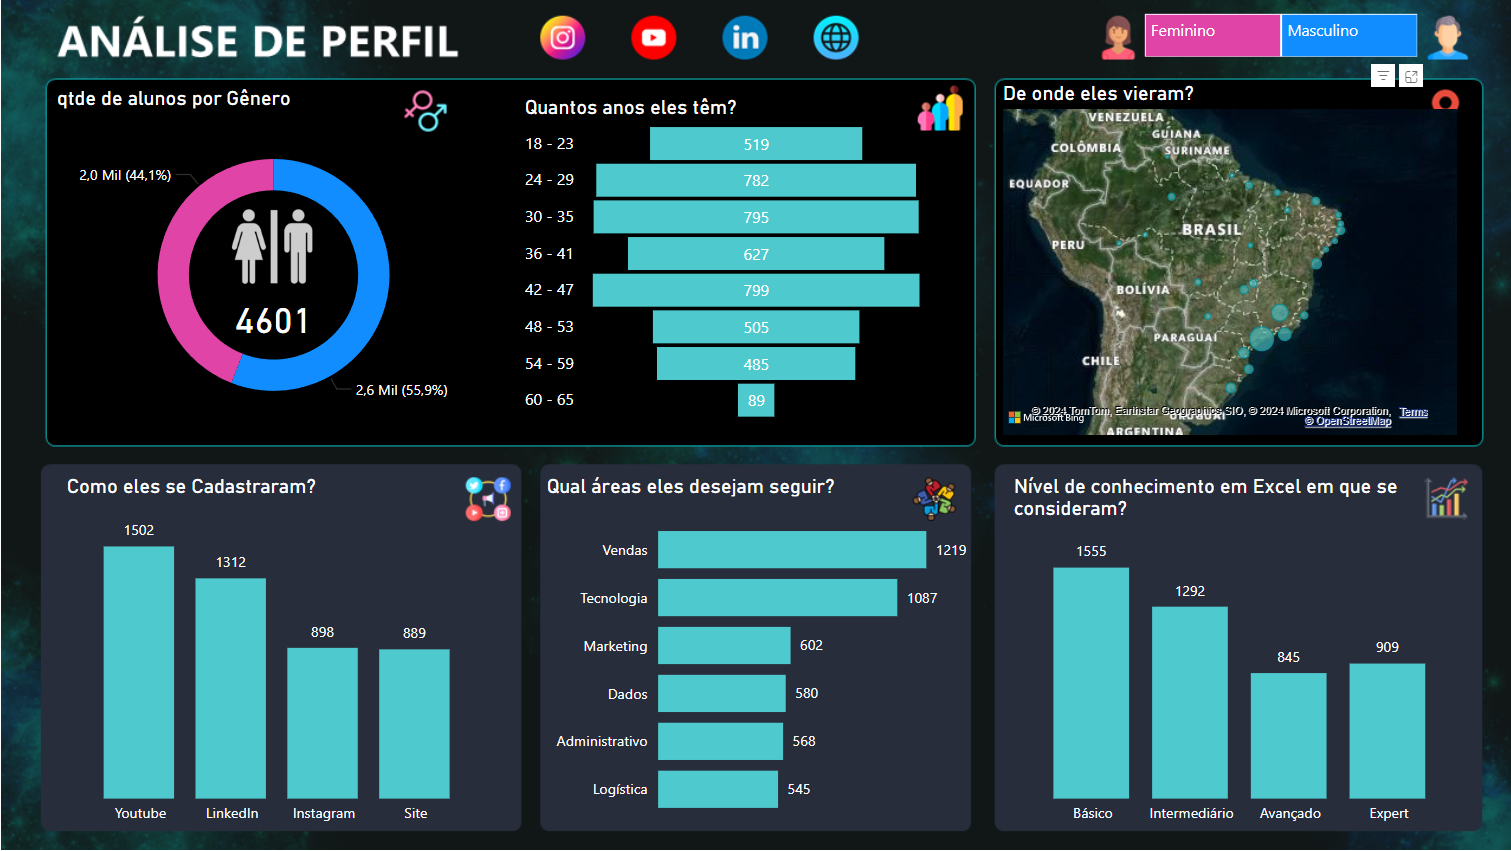 ANÁLISE DE PERFIL
in
Feminino
Masculino
qtde de alunos por Gênero
2,0 Mil (44,1%)
4601
2,6 Mil (55,9%)
Quantos anos eles têm?
18 - 23 519
24 - 29 782
30 - 35 795
36 - 41 627
42 - 47 799
48 - 53 505
54 - 59 485
60 - 65 89
De onde eles vieram?
VENEZUELA
GUIANA
COLÔMBIA
SURINAME
EQUADOR
BRASIL
PERU
BOLÍVIA
PARAGUAI
CHILE
URUGUAI
ARGENTINA
© 2024 TomTom, Earthstar Geographics SIO, © 2024 Microsoft Corporation, Terms
Microsoft Bing
© OpenStreetMap
Como eles se Cadastraram?
1502
1312
898
889
Youtube
LinkedIn
Instagram
Site
Qual áreas eles desejam seguir?
Vendas 1219
Tecnologia 1087
Marketing 602
Dados 580
Administrativo 568
Logística 545
Nível de conhecimento em Excel em que se
consideram?
1555
1292
845
909
Básico
Intermediário
Avançado
Expert